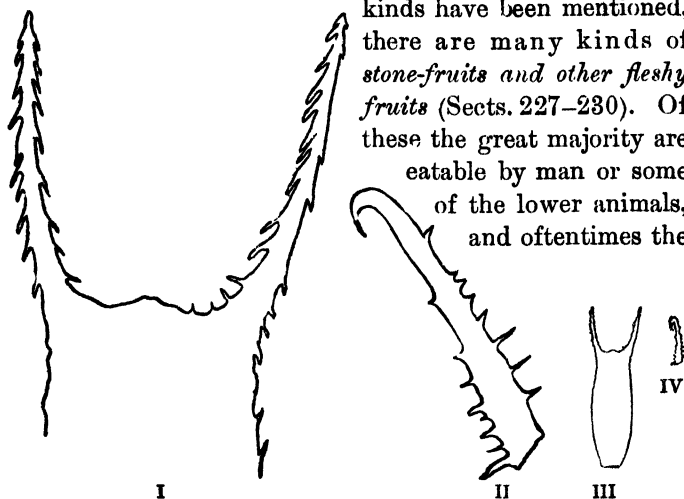 kinds have been mentioned,
there are many kinds of
stone-fruits and other fleshy
fruits (Sects. 227–230). Of
these the great majority are
eatable by man or some
of the lower animals,
and oftentimes the
IV
I
II
III